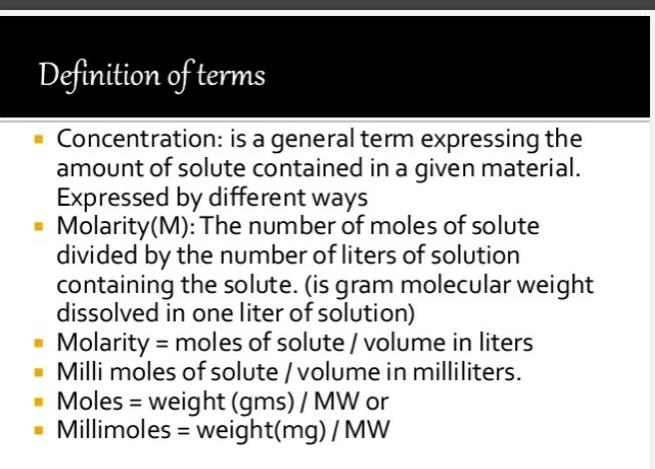 Definition of terms
Concentration: is a general term expressing the
amount of solute contained in a given material.
Expressed by different ways
Molarity(M): The number of moles of solute
divided by the number of liters of solution
containing the solute. (is gram molecular weight
dissolved in one liter of solution)
Molarity = moles of solute / volume in liters
Milli moles of solute / volume in milliliters.
Moles = weight (gms) / MW or
Millimoles = weight(mg) / MW